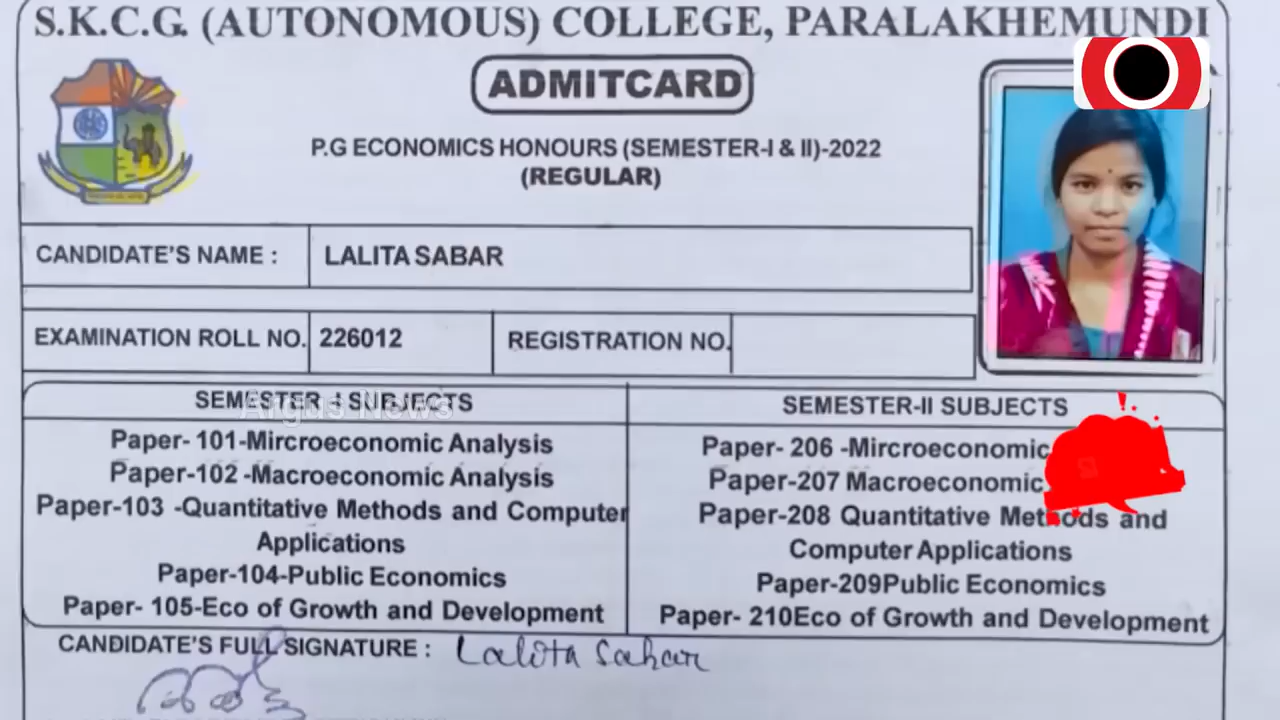 S.K.C.G. (AUTONOMOUS) COLLEGE, PARALAKHEMUNDI
ADMITCARD
P.G ECONOMICS HONOURS (SEMESTER-I & II)-2022
(REGULAR)
CANDIDATE'S NAME : LALITA SABAR
EXAMINATION ROLL NO. 226012 REGISTRATION NO.
SEMESTER -I SUBJECTS
Argus News
Paper- 101-Mircroeconomic Analysis
Paper-102 -Macroeconomic Analysis
Paper-103 -Quantitative Methods and Computer
Applications
Paper-104-Public Economics
Paper- 105-Eco of Growth and Development
SEMESTER-II SUBJECTS
Paper- 206 -Mircroeconomic
Paper-207 Macroeconomic
Paper-208 Quantitative Methods and
Computer Applications
Paper-209Public Economics
Paper- 210Eco of Growth and Development
CANDIDATE'S FULL SIGNATURE : Lalita Sabar